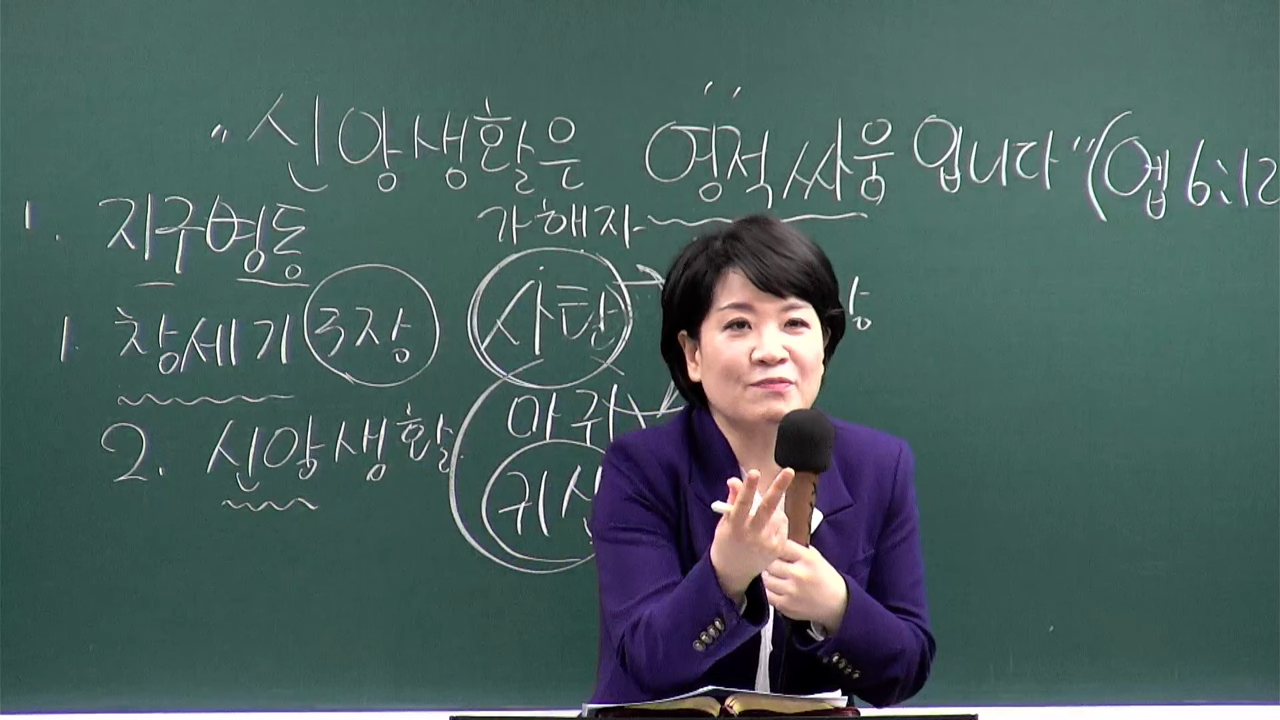 "신앙생활은 영적싸움입니다"(엡 6:12
1. 지구멸동 가해자
1. 창세기 3장 사탄 →
마귀
2. 신앙생활
귀신